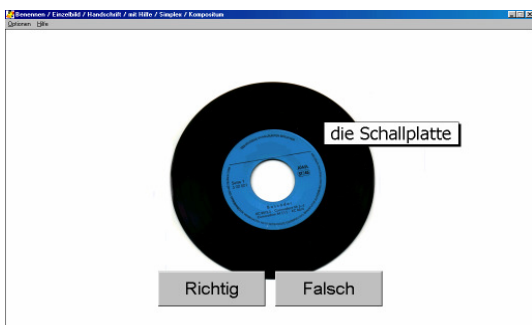 Benennen / Einzelbild / Handschrift / mit Hilfe / Simplex / Kompositum
Optionen Hilfe
die Schallplatte
Richtig
Falsch